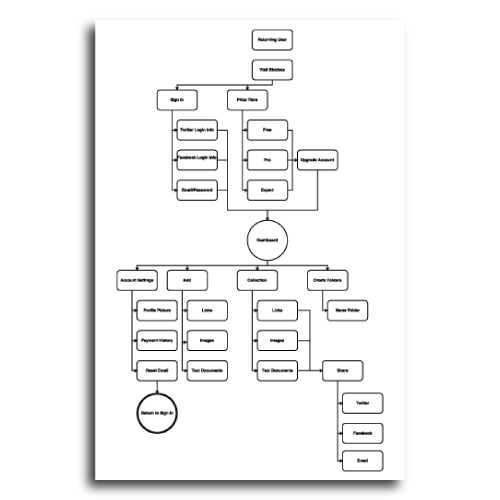 Returning User
Visit Blocbox
Sign In
Price Tiers
Twitter Login Info
Free
Facebook Login Info
Pro
Upgrade Account
Email/Password
Expert
Dashboard
Account Settings
Add
Collection
Create Folders
Profile Picture
Links
Links
Name Folder
Payment History
Images
Images
Reset Email
Text Documents
Text Documents
Share
Return to Sign In
Twitter
Facebook
Email